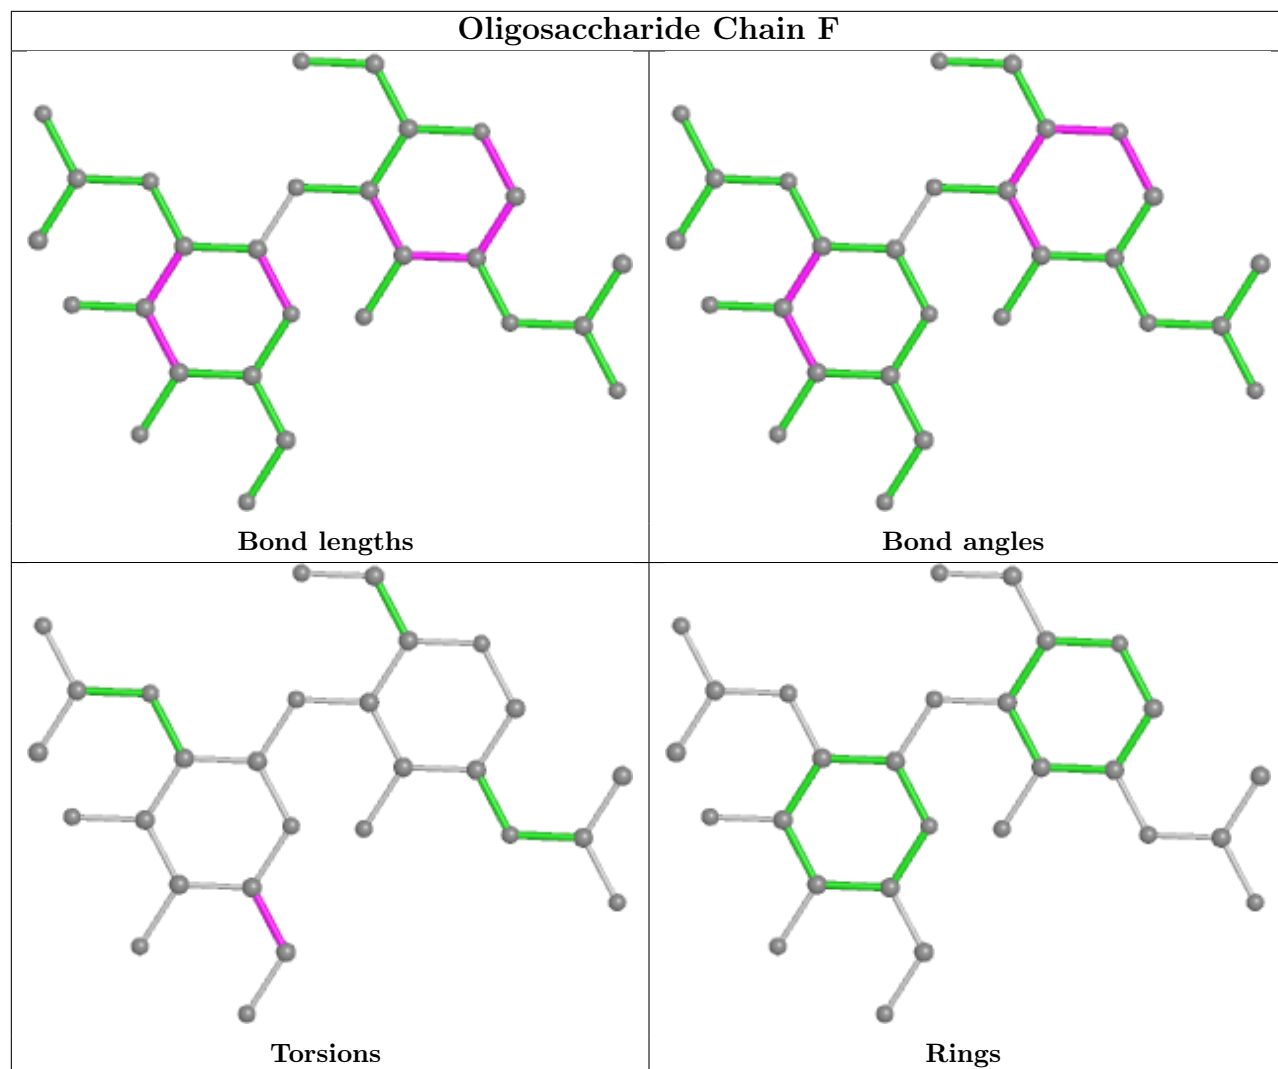 Oligosaccharide Chain F
Bond lengths
Bond angles
Torsions
Rings